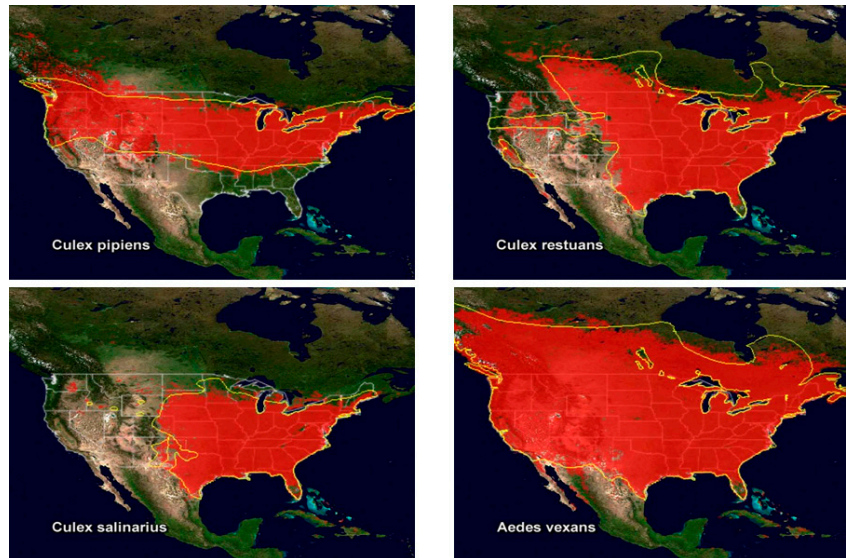 Culex pipiens
Culex restuans
Culex salinarius
Aedes vexans